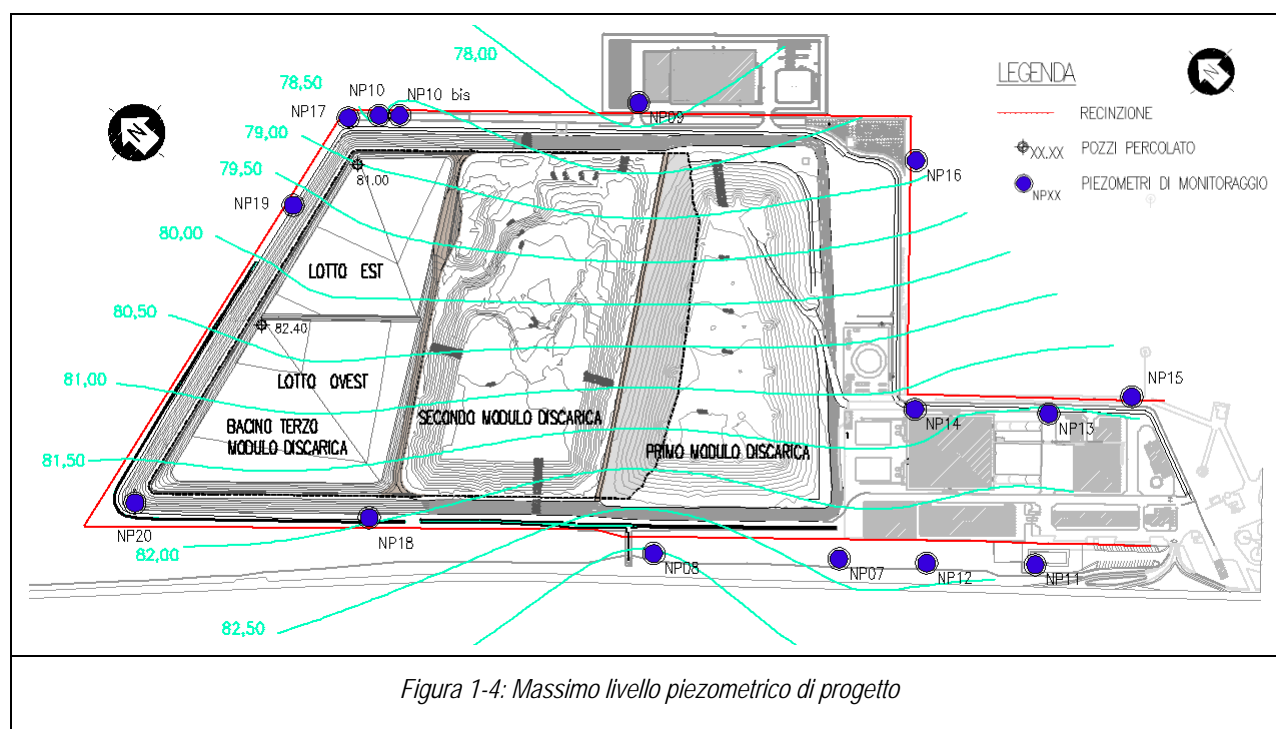 78,00
78,50
NP10
NP10 bis
NP17
NP09
79,00
79,50
81.00
NP16
NP19
80,00
LOTTO EST
80,50
82.40
81,00
LOTTO OVEST
BACINO TERZO
MODULO DISCARICA
SECONDO MODULO DISCARICA
PRIMO MODULO DISCARICA
NP14
NP13
NP15
81,50
NP20
NP18
82,00
NP08
NP07
NP12
NP11
82,50
N
LEGENDA
N
RECINZIONE
XX.XX POZZI PERCOLATO
NPXX PIEZOMETRI DI MONITORAGGIO
Figura 1-4: Massimo livello piezometrico di progetto